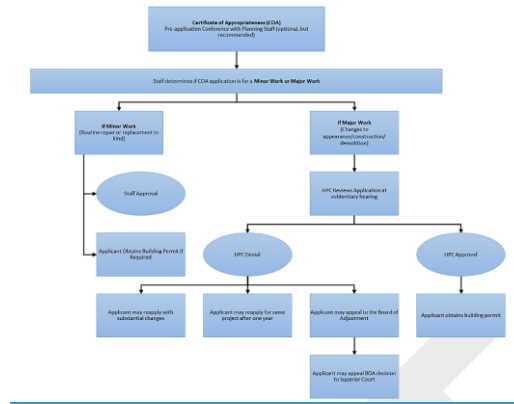 Certificate of Appropriateness (COA)
Pre-application Conference with Planning Staff (optional, but
recommended)
Staff determines if COA application is for a Minor Work or Major Work
If Minor Work
(Routine repair or replacement in
kind)
If Major Work
(Changes to
appearance/construction/
demolition)
Staff Approval
HPC Reviews Application at
evidentiary hearing
Applicant Obtains Building Permit if
Required
HPC Denial
HPC Approval
Applicant may reapply with
substantial changes
Applicant may reapply for same
project after one year
Applicant may appeal to the Board of
Adjustment
Applicant obtains building permit
Applicant may appeal BOA decision
to Superior Court